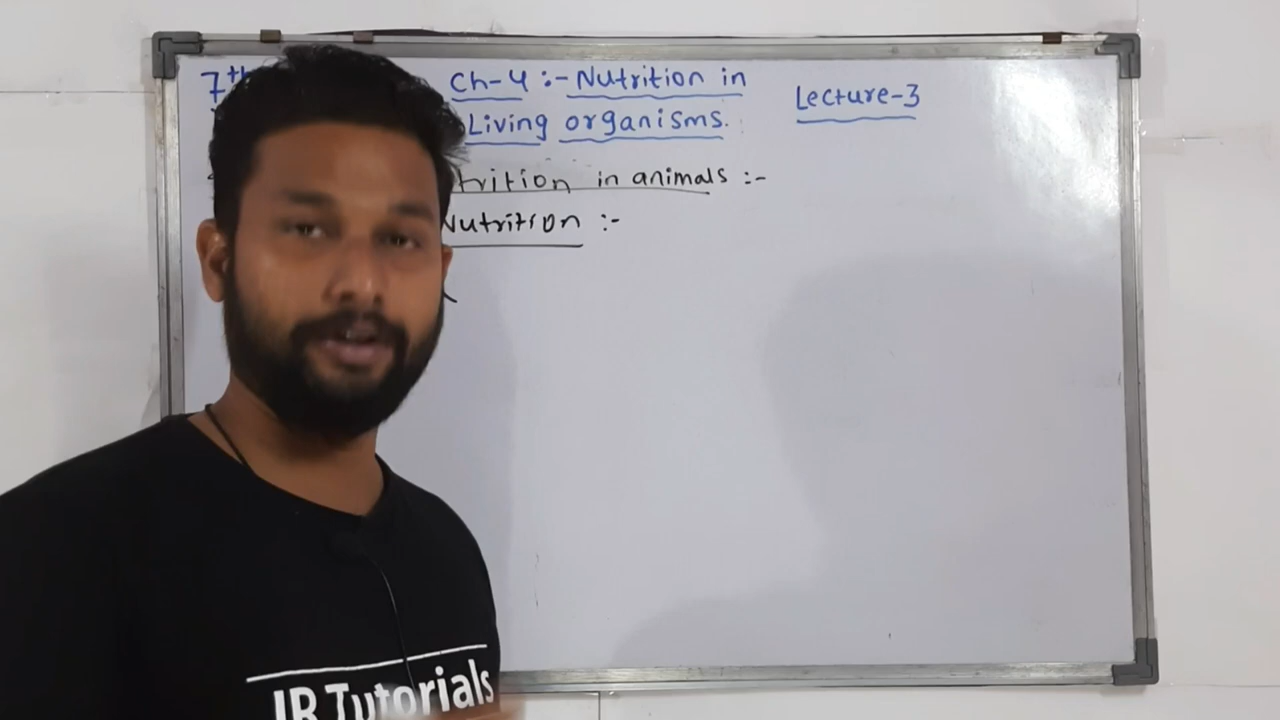 7th Ch-4 :- Nutrition in
Living organisms.
Lecture-3
trition in animals :-
Nutrition :-
JR Tutorials